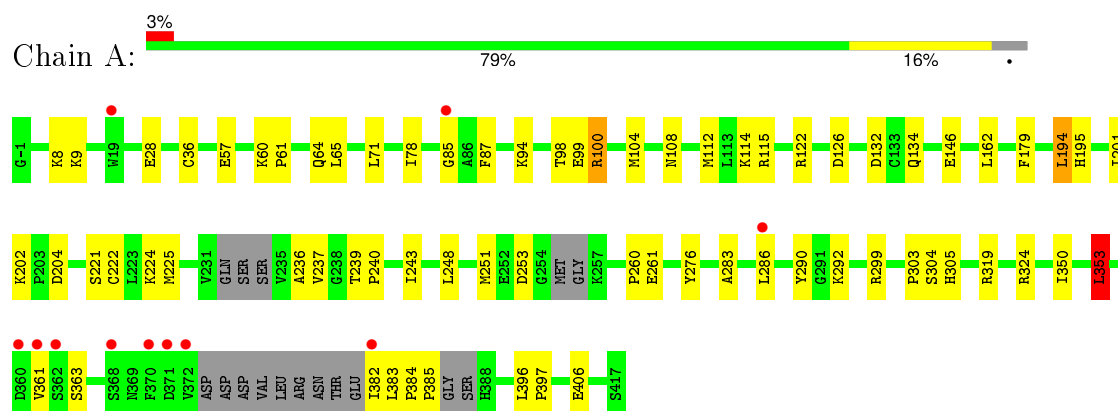 3%
Chain A:
79% 16% •
G-1 K8 K9 W19 E28 C36 E57 K60 P61 Q64 L65 L71 I78 G85 A86 F87 K94 T98 E99 R100 M104 N108 M112 L113 K114 R115 R122 D126 D132 C133 Q134 E146 L162 F179 L194 H195 I201
K202 P203 D204 S221 C222 L223 K224 M225 V231 GLN SER SER V235 A236 V237 G238 T239 P240 I243 L248 M251 E252 D253 G254 MET GLY K257 P260 E261 Y276 A283 L286 Y290 G291 K292 R299 P303 S304 H305 R319 R324 I350 L353
D360 V361 S362 S363 S368 N369 F370 D371 V372 ASP ASP ASP VAL LEU ARG ASN THR GLU I382 L383 P384 P385 GLY SER H388 L396 P397 E406 S417